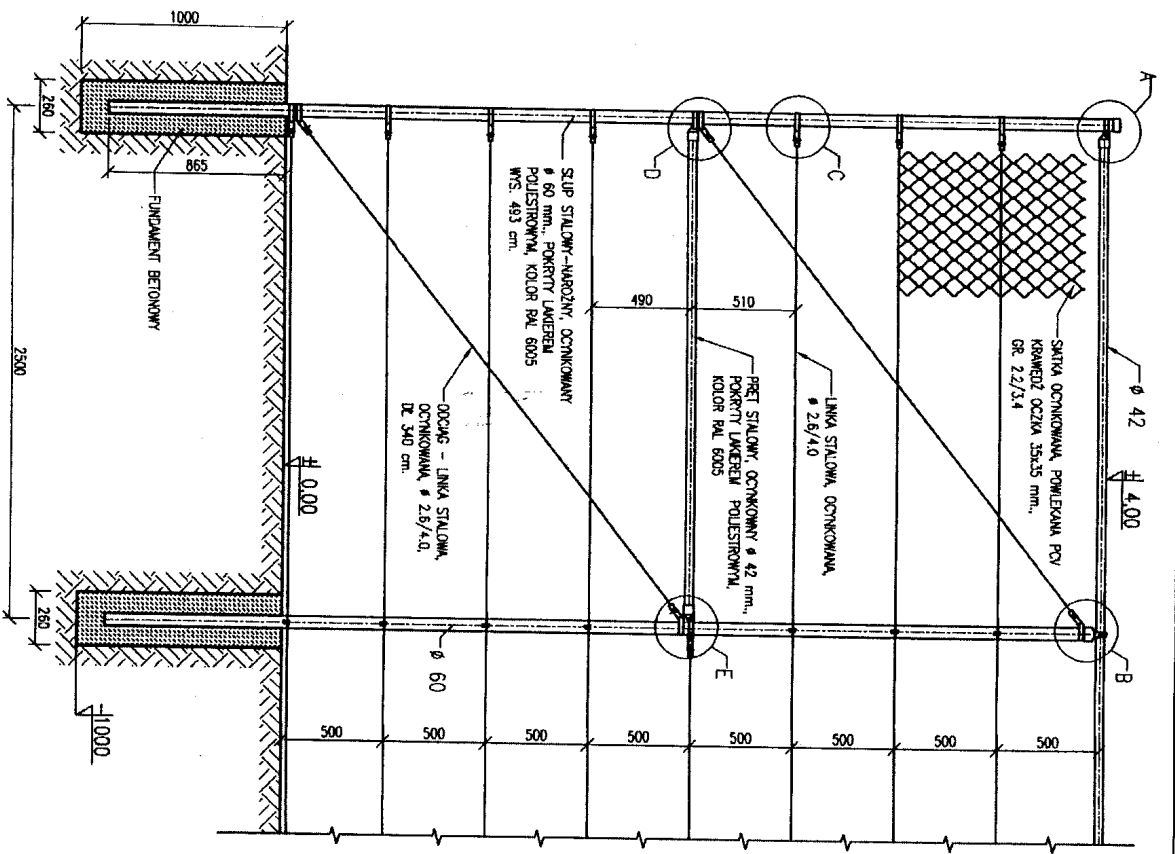 A
C
D
B
E
SIATKA OCYNKOWANA, POWLEKANA PCV
KRAWĘDŹ OCZKA 35x35 mm.,
GR. 2.2/3.4
ø 42
4.00
LINKA STALOWA, OCYNKOWANA,
ø 2.6/4.0
PRĘT STALOWY, OCYNKOWNY ø 42 mm.,
POKRYTY LAKIEREM POLIESTROWYM,
KOLOR RAL 6005
510
490
SŁUP STALOWY-NAROŻNY, OCYNKOWANY
ø 60 mm., POKRYTY LAKIEREM
POLIESTROWYM, KOLOR RAL 6005
WYS. 493 cm.
ODCIĄG - LINKA STALOWA,
OCYNKOWANA, ø 2.6/4.0,
DŁ. 340 cm.
± 0.00
ø 60
500
500
500
500
500
500
500
500
1000
260
865
FUNDAMENT BETONOWY
2500
260
-1000